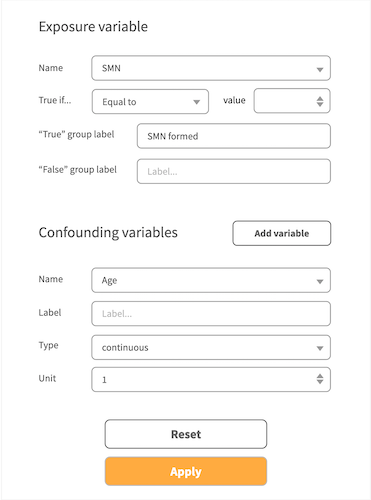 Exposure variable
Name SMN
True if... Equal to value
“True” group label SMN formed
“False” group label Label...
Confounding variables Add variable
Name Age
Label Label...
Type continuous
Unit 1
Reset
Apply